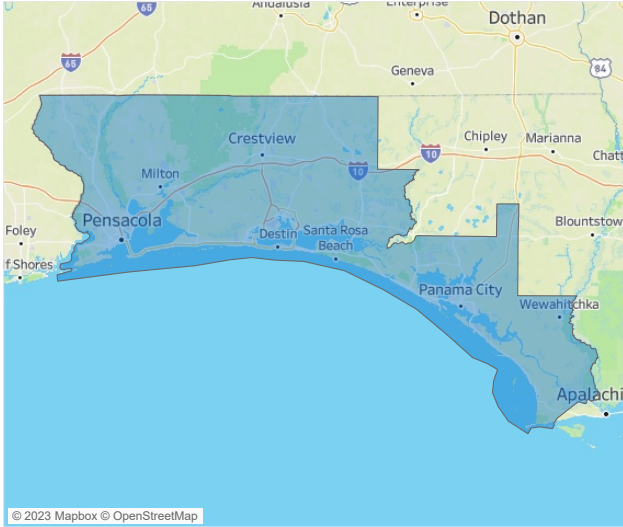 Andalusia
Enterprise
65
Dothan
65
Geneva
84
Crestview
Chipley
Marianna
10
Chatt
10
Milton
Pensacola
Blountstow
Foley
Destin
Santa Rosa
Beach
f Shores
Panama City
Wewahitchka
Apalachi
© 2023 Mapbox © OpenStreetMap